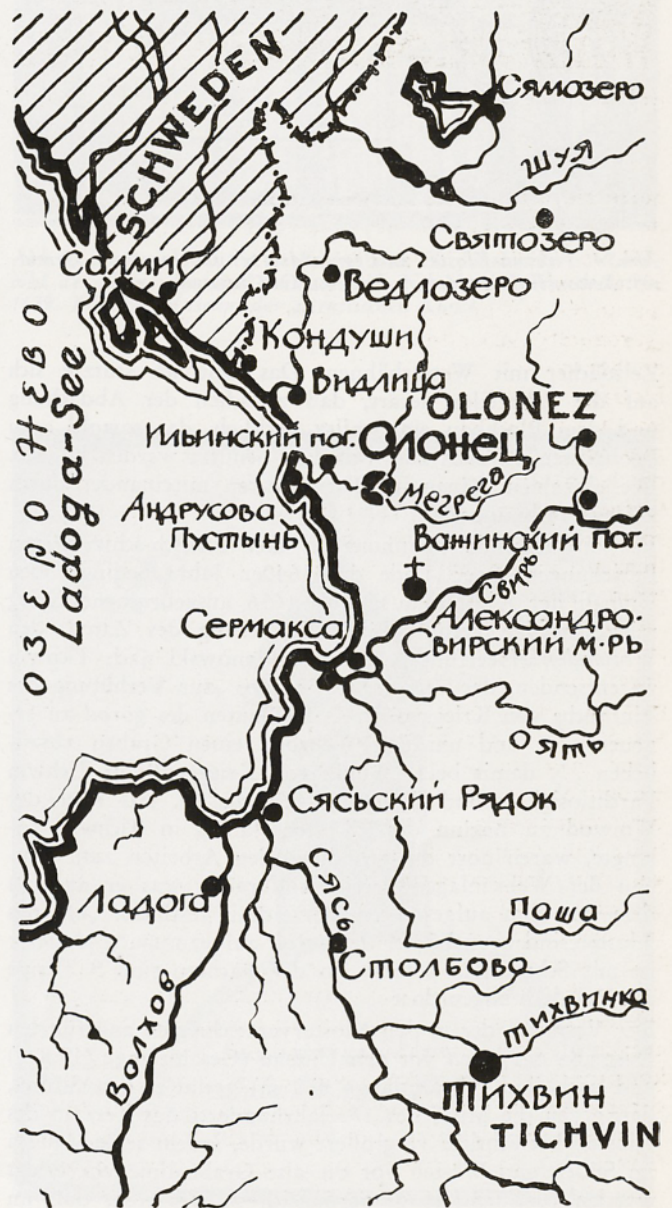 SCHWEDEN
Сямозеро
Шуя
Святозеро
Салми
Ведлозеро
Кондуши
Видлица
OLONEZ
Ильинский пог.
Олонец
Мегрега
ОЗЕРО НЕВО
Ladoga-See
Андрусова
Пустынь
Важинский пог.
Свирь
Сермакса
Александро-
Свирский м-рь
Оять
Сясьский Рядок
Сясь
Ладога
Паша
Столбово
Волхов
Тихвинка
Тихвин
TICHVIN